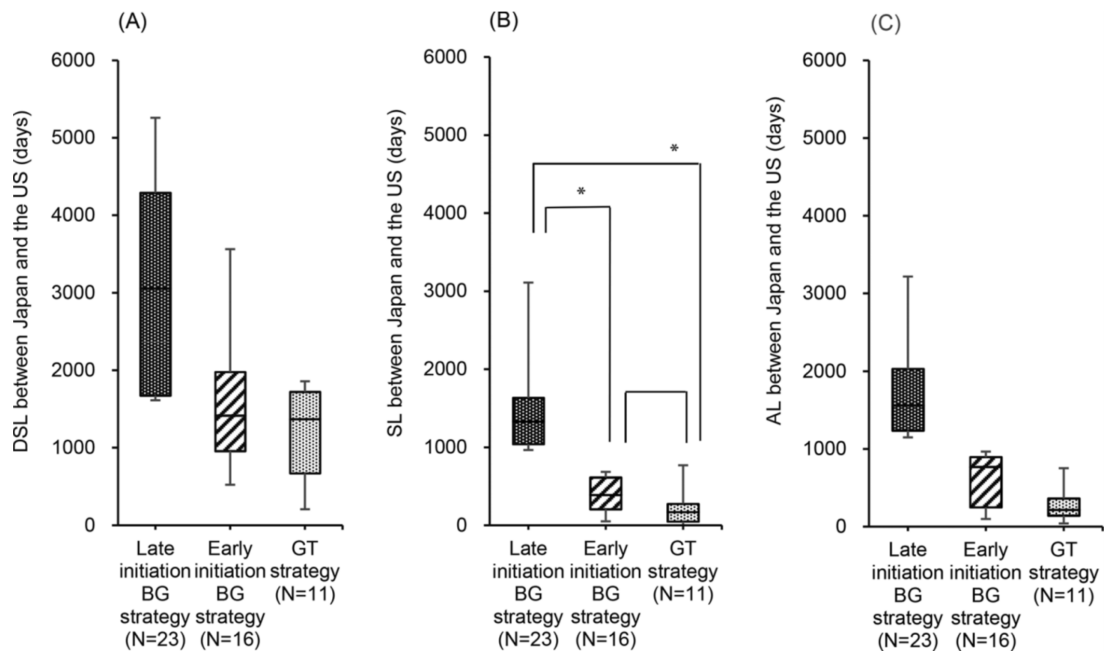 (A)
DSL between Japan and the US (days)
6000
5000
4000
3000
2000
1000
0
Late
initiation
BG
strategy
(N=23)
Early
initiation
BG
strategy
(N=16)
GT
strategy
(N=11)
(B)
SL between Japan and the US (days)
6000
5000
4000
3000
2000
1000
0
*
*
Late
initiation
BG
strategy
(N=23)
Early
initiation
BG
strategy
(N=16)
GT
strategy
(N=11)
(C)
AL between Japan and the US (days)
6000
5000
4000
3000
2000
1000
0
Late
initiation
BG
strategy
(N=23)
Early
initiation
BG
strategy
(N=16)
GT
strategy
(N=11)